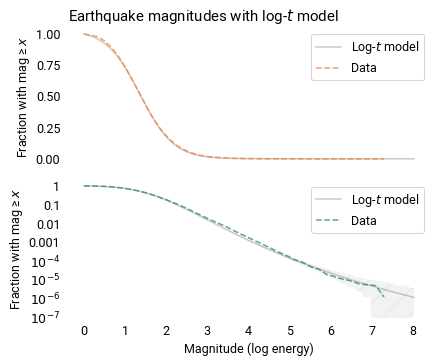 Earthquake magnitudes with log-t model
Fraction with mag ≥ x
1.00
0.75
0.50
0.25
0.00
Log-t model
Data
Fraction with mag ≥ x
1
0.1
0.01
0.001
10⁻⁴
10⁻⁵
10⁻⁶
10⁻⁷
Log-t model
Data
0 1 2 3 4 5 6 7 8
Magnitude (log energy)